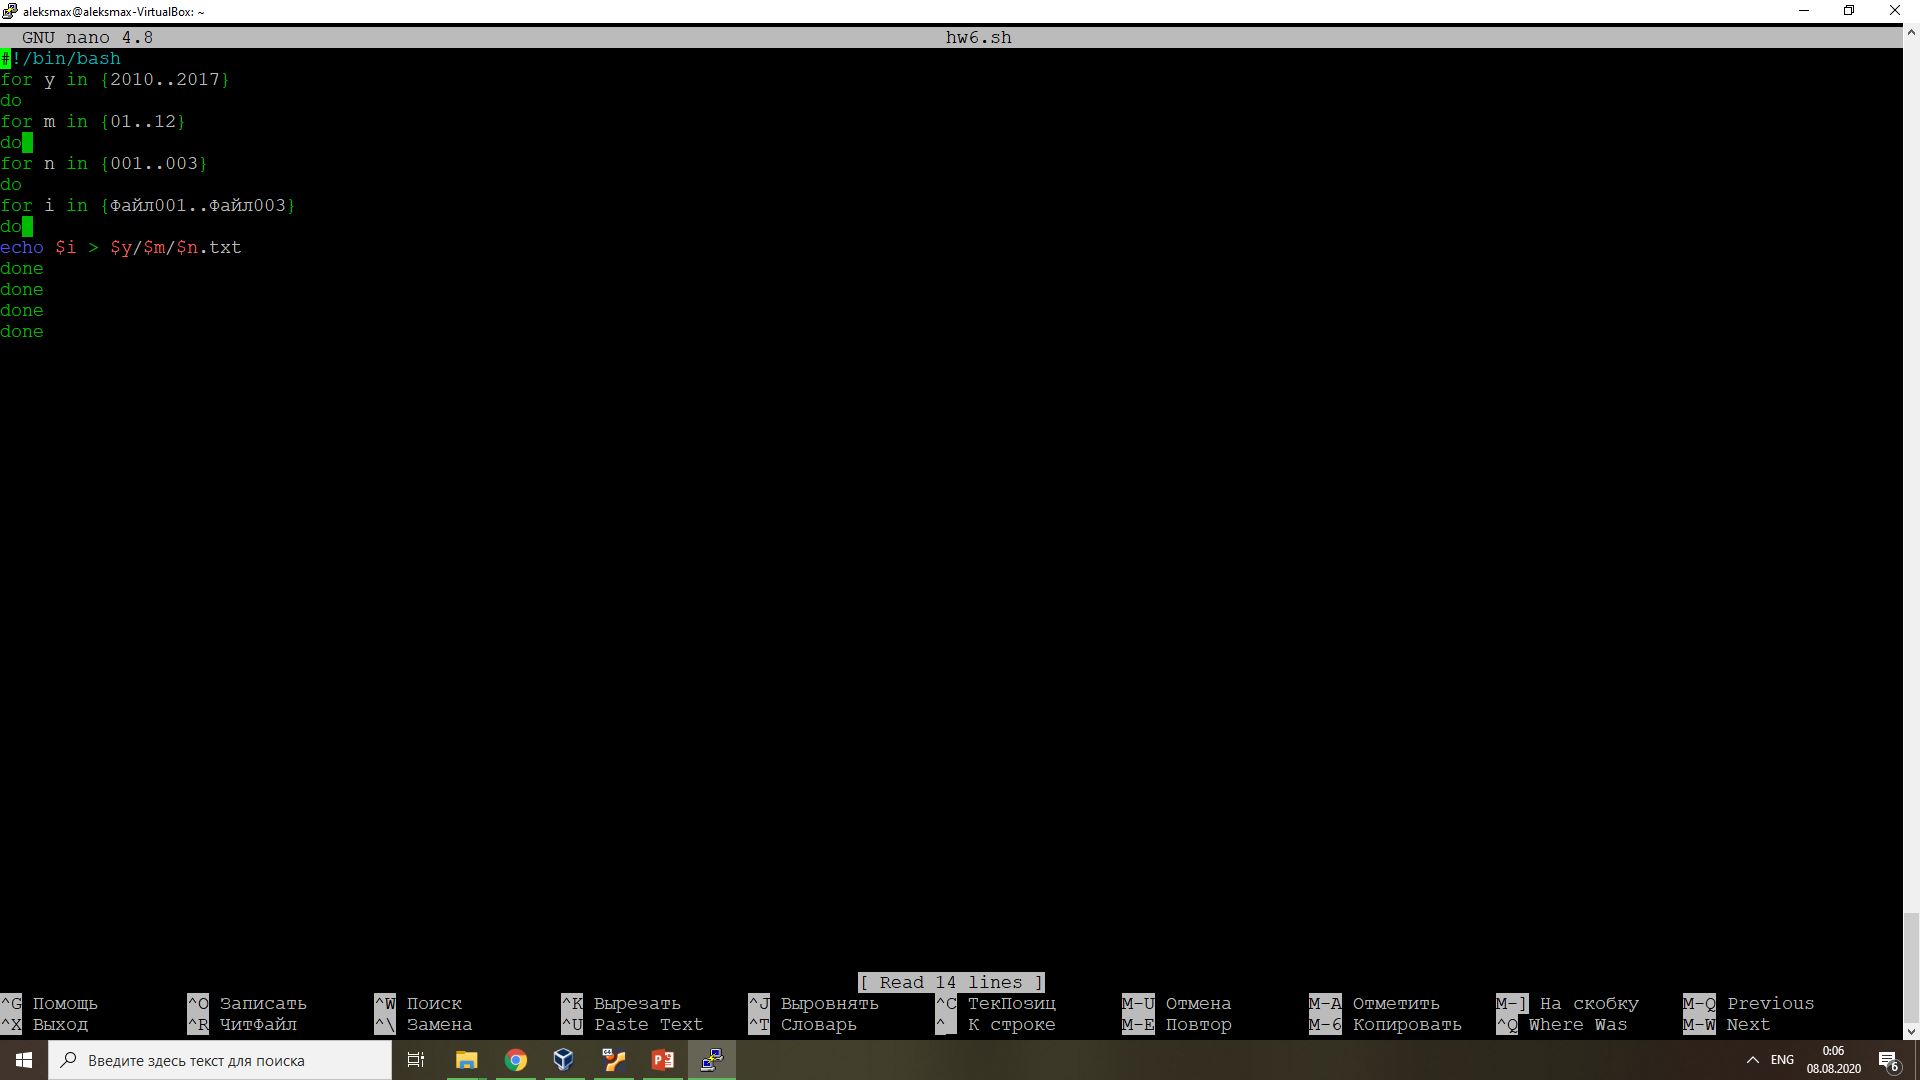 aleksmax@aleksmax-VirtualBox: ~
GNU nano 4.8 hw6.sh
#!/bin/bash
for y in {2010..2017}
do
for m in {01..12}
do
for n in {001..003}
do
for i in {Файл001..Файл003}
do
echo $i > $y/$m/$n.txt
done
done
done
done
[ Read 14 lines ]
^G Помощь ^O Записать ^W Поиск ^K Вырезать ^J Выровнять ^C ТекПозиц M-U Отмена M-A Отметить M-] На скобку M-Q Previous
^X Выход ^R ЧитФайл ^\ Замена ^U Paste Text ^T Словарь ^_ К строке M-E Повтор M-6 Копировать ^Q Where Was M-W Next
Введите здесь текст для поиска
ENG
0:06
08.08.2020
6